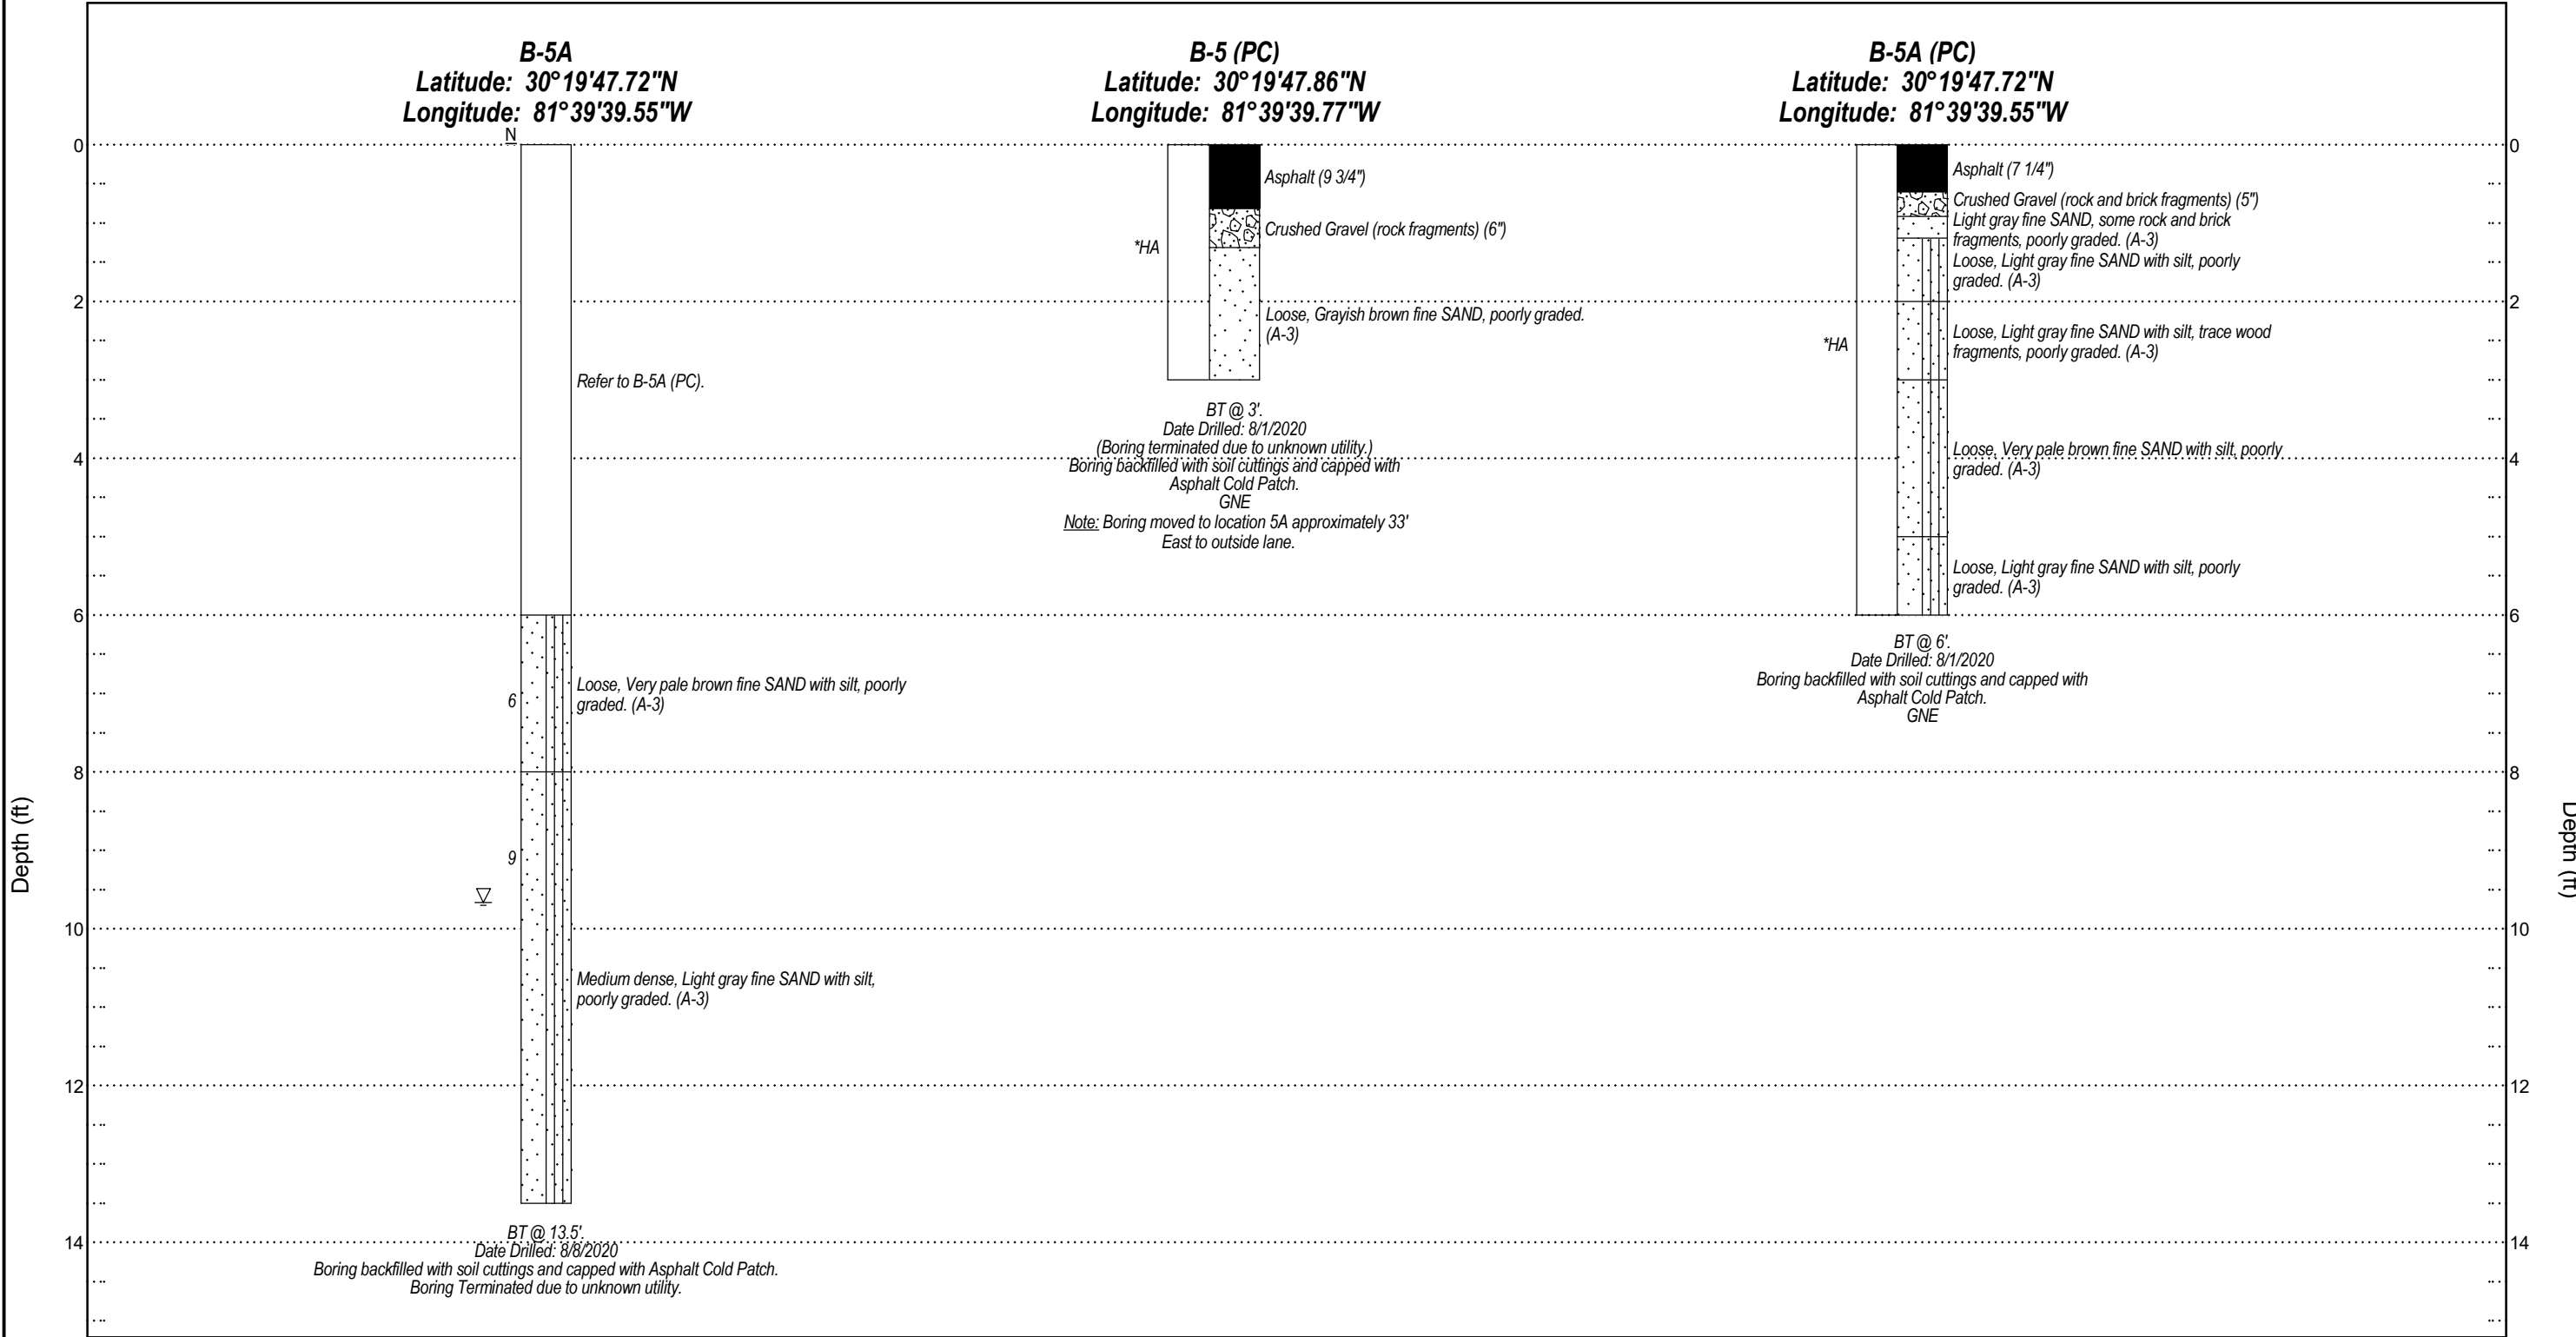 B-5A
Latitude: 30°19'47.72"N
Longitude: 81°39'39.55"W
N
Refer to B-5A (PC).
6
Loose, Very pale brown fine SAND with silt, poorly
graded. (A-3)
9
Medium dense, Light gray fine SAND with silt,
poorly graded. (A-3)
BT @ 13.5'.
Date Drilled: 8/8/2020
Boring backfilled with soil cuttings and capped with Asphalt Cold Patch.
Boring Terminated due to unknown utility.
B-5 (PC)
Latitude: 30°19'47.86"N
Longitude: 81°39'39.77"W
Asphalt (9 3/4")
Crushed Gravel (rock fragments) (6")
*HA
Loose, Grayish brown fine SAND, poorly graded.
(A-3)
BT @ 3'.
Date Drilled: 8/1/2020
(Boring terminated due to unknown utility.)
Boring backfilled with soil cuttings and capped with
Asphalt Cold Patch.
GNE
Note: Boring moved to location 5A approximately 33'
East to outside lane.
B-5A (PC)
Latitude: 30°19'47.72"N
Longitude: 81°39'39.55"W
Asphalt (7 1/4")
Crushed Gravel (rock and brick fragments) (5")
Light gray fine SAND, some rock and brick
fragments, poorly graded. (A-3)
Loose, Light gray fine SAND with silt, poorly
graded. (A-3)
Loose, Light gray fine SAND with silt, trace wood
fragments, poorly graded. (A-3)
*HA
Loose, Very pale brown fine SAND with silt, poorly
graded. (A-3)
Loose, Light gray fine SAND with silt, poorly
graded. (A-3)
BT @ 6'.
Date Drilled: 8/1/2020
Boring backfilled with soil cuttings and capped with
Asphalt Cold Patch.
GNE
Depth (ft)
0
2
4
6
8
10
12
14
0
2
4
6
8
10
12
14
Depth (ft)